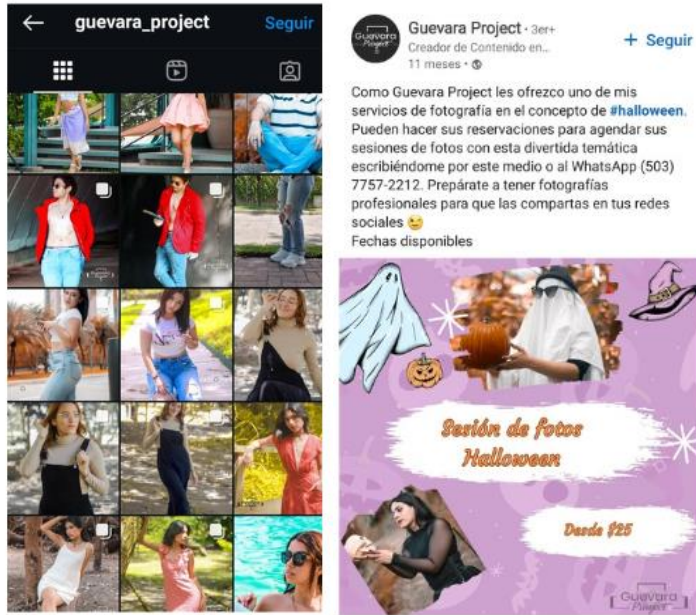 guevara_project
Seguir
Guevara
Project
Guevara Project • 3er+
Creador de Contenido en...
11 meses •
+ Seguir
Como Guevara Project les ofrezco uno de mis
servicios de fotografía en el concepto de #halloween.
Pueden hacer sus reservaciones para agendar sus
sesiones de fotos con esta divertida temática
escribiéndome por este medio o al WhatsApp (503)
7757-2212. Prepárate a tener fotografías
profesionales para que las compartas en tus redes
sociales 😉
Fechas disponibles
Sesión de fotos
Halloween
Desde $25
Guevara
Project